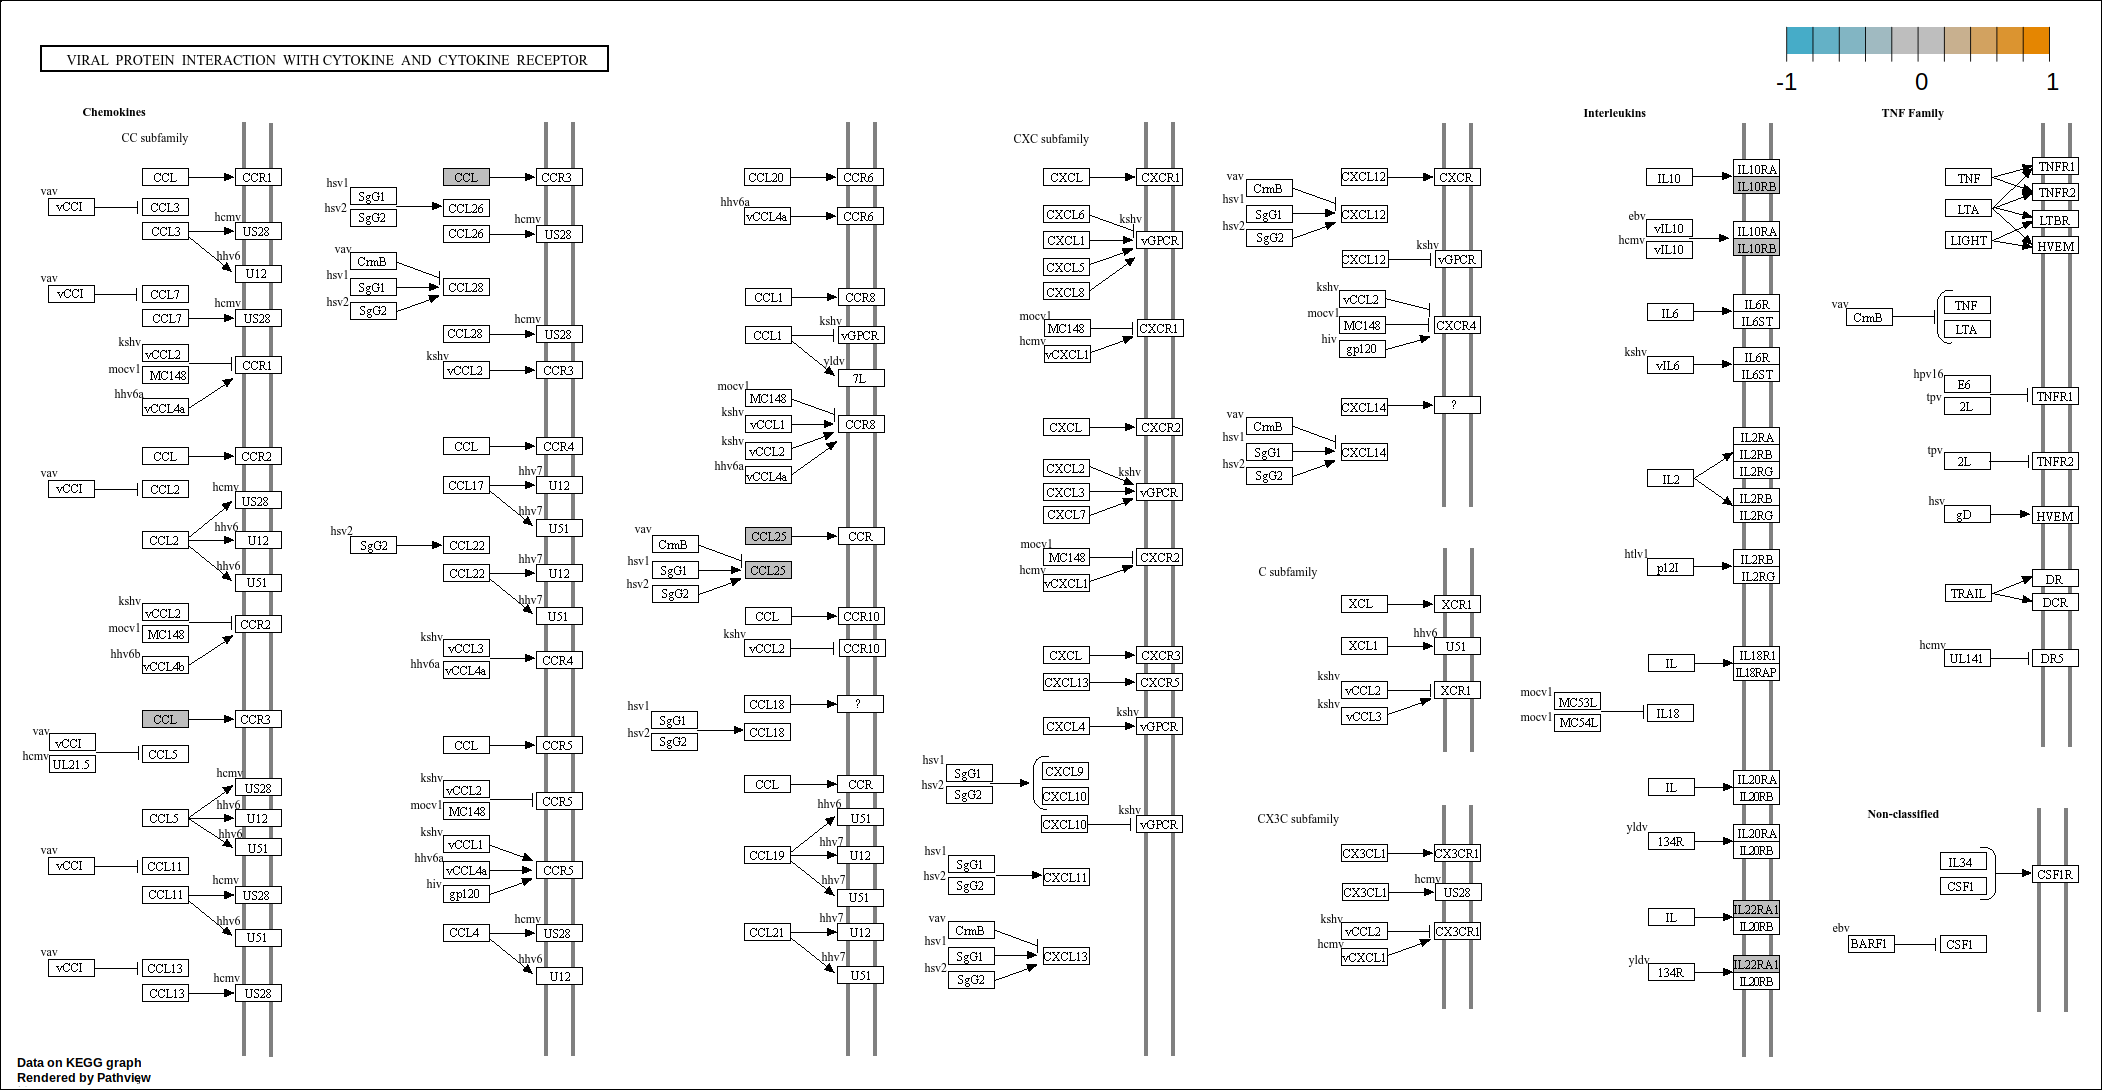 VIRAL PROTEIN INTERACTION WITH CYTOKINE AND CYTOKINE RECEPTOR
-1 0 1
Chemokines
CC subfamily
CCL CCR1
vav
vCCI CCL3
CCL3 hcmv US28
hhv6 U12
vav
vCCI CCL7
CCL7 hcmv US28
kshv
vCCL2
mocv1 MC148 CCR1
hhv6a
vCCL4a
CCL CCR2
vav
vCCI CCL2
hcmv US28
CCL2 hhv6 U12
hhv6 U51
kshv
vCCL2
mocv1 MC148 CCR2
hhv6b
vCCL4b
CCL CCR3
vav
vCCI CCL5
hcmv UL21.5
hcmv US28
CCL5 hhv6 U12
hhv6 U51
vav
vCCI CCL11
CCL11 hcmv US28
hhv6 U51
vav
vCCI CCL13
CCL13 hcmv US28
CCL CCR3
hsv1 SgG1
hsv2 SgG2 CCL26
CCL26 hcmv US28
vav CrmB
hsv1 SgG1 CCL28
hsv2 SgG2
CCL28 hcmv US28
kshv vCCL2 CCR3
CCL CCR4
CCL17 hhv7 U12
hhv7 U51
hsv2 SgG2 CCL22
CCL22 hhv7 U12
hhv7 U51
kshv vCCL3
hhv6a vCCL4a CCR4
CCL CCR5
kshv vCCL2
mocv1 MC148 CCR5
kshv vCCL1
hhv6a vCCL4a CCR5
hiv gp120
CCL4 hcmv US28
hhv6 U12
CCL20 CCR6
hhv6a vCCL4a CCR6
CCL1 CCR8
CCL1 kshv vGPCR
yldv 7L
mocv1 MC148
kshv vCCL1 CCR8
kshv vCCL2
hhv6a vCCL4a
CCL25 CCR
vav CrmB
hsv1 SgG1 CCL25
hsv2 SgG2
CCL CCR10
kshv vCCL2 CCR10
CCL18 ?
hsv1 SgG1
hsv2 SgG2 CCL18
CCL CCR
hhv6 U51
CCL19 hhv7 U12
hhv7 U51
CCL21 hhv7 U12
hhv7 U51
CXC subfamily
CXCL CXCR1
CXCL6
CXCL1 kshv vGPCR
CXCL5
CXCL8
mocv1 MC148 CXCR1
hcmv vCXCL1
CXCL CXCR2
CXCL2
CXCL3 kshv vGPCR
CXCL7
mocv1 MC148 CXCR2
hcmv vCXCL1
CXCL CXCR3
CXCL13 CXCR5
CXCL4 kshv vGPCR
hsv1 SgG1 CXCL9
hsv2 SgG2 CXCL10
CXCL10 kshv vGPCR
hsv1 SgG1
hsv2 SgG2 CXCL11
vav CrmB
hsv1 SgG1 CXCL13
hsv2 SgG2
CXCL12 CXCR
vav CrmB
hsv1 SgG1 CXCL12
hsv2 SgG2
CXCL12 kshv vGPCR
kshv vCCL2
mocv1 MC148 CXCR4
hiv gp120
CXCL14 ?
vav CrmB
hsv1 SgG1 CXCL14
hsv2 SgG2
C subfamily
XCL XCR1
XCL1 hhv6 U51
kshv vCCL2 XCR1
kshv vCCL3
CX3C subfamily
CX3CL1 CX3CR1
CX3CL1 hcmv US28
kshv vCCL2 CX3CR1
hcmv vCXCL1
Interleukins
IL10 IL10RA
IL10RB
ebv vIL10 IL10RA
hcmv vIL10 IL10RB
IL6 IL6R
IL6ST
kshv vIL6 IL6R
IL6ST
IL2RA
IL2RB
IL2RG
IL2
IL2RB
IL2RG
htlv1 p12I IL2RB
IL2RG
IL IL18R1
IL18RAP
mocv1 MC53L
mocv1 MC54L IL18
IL IL20RA
IL20RB
yldv 134R IL20RA
IL20RB
IL IL22RA1
IL20RB
yldv 134R IL22RA1
IL20RB
TNF Family
TNF TNFR1
TNFR2
LTA LTBR
LIGHT HVEM
vav CrmB TNF
LTA
hpv16 E6
tpv 2L TNFR1
tpv 2L TNFR2
hsv gD HVEM
TRAIL DR
DCR
hcmv UL141 DR5
Non-classified
IL34
CSF1 CSF1R
ebv BARF1 CSF1
Data on KEGG graph
Rendered by Pathview